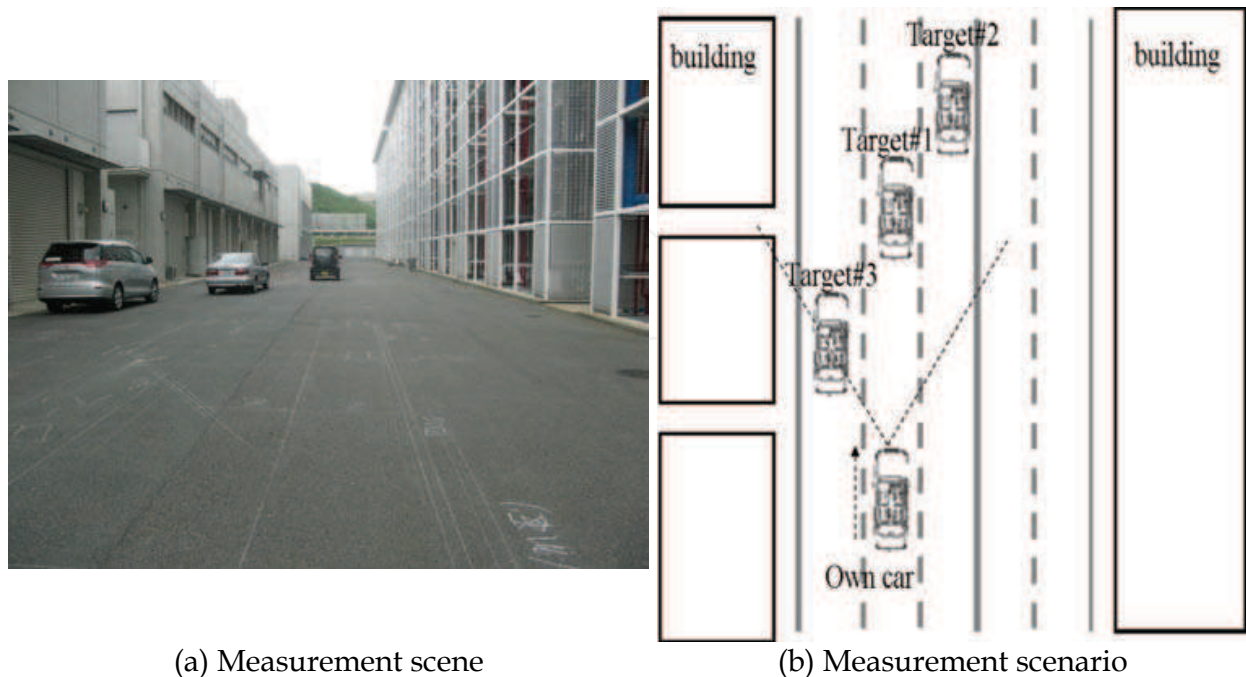 building
Target#2
building
Target#1
Target#3
Own car
(a) Measurement scene
(b) Measurement scenario